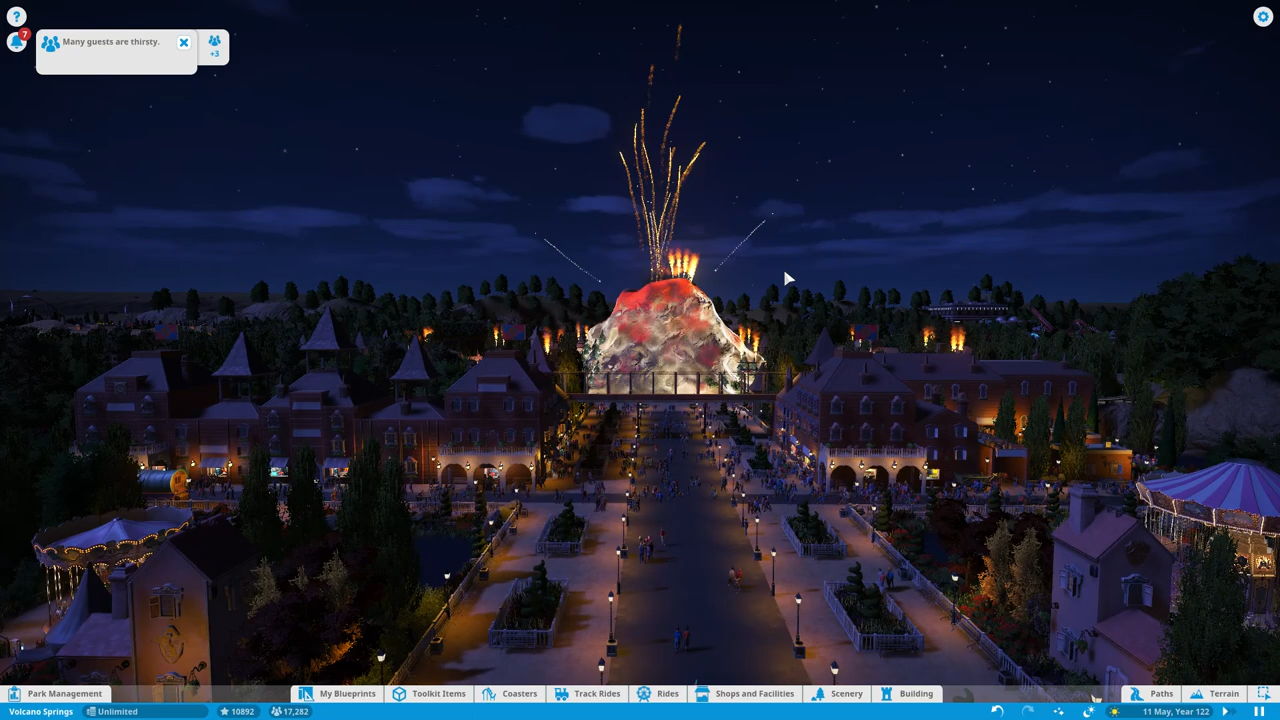 ?
7
Many guests are thirsty.
+3
Park Management
My Blueprints
Toolkit Items
Coasters
Track Rides
Rides
Shops and Facilities
Scenery
Building
Paths
Terrain
Volcano Springs
Unlimited
10892
17,282
11 May, Year 122